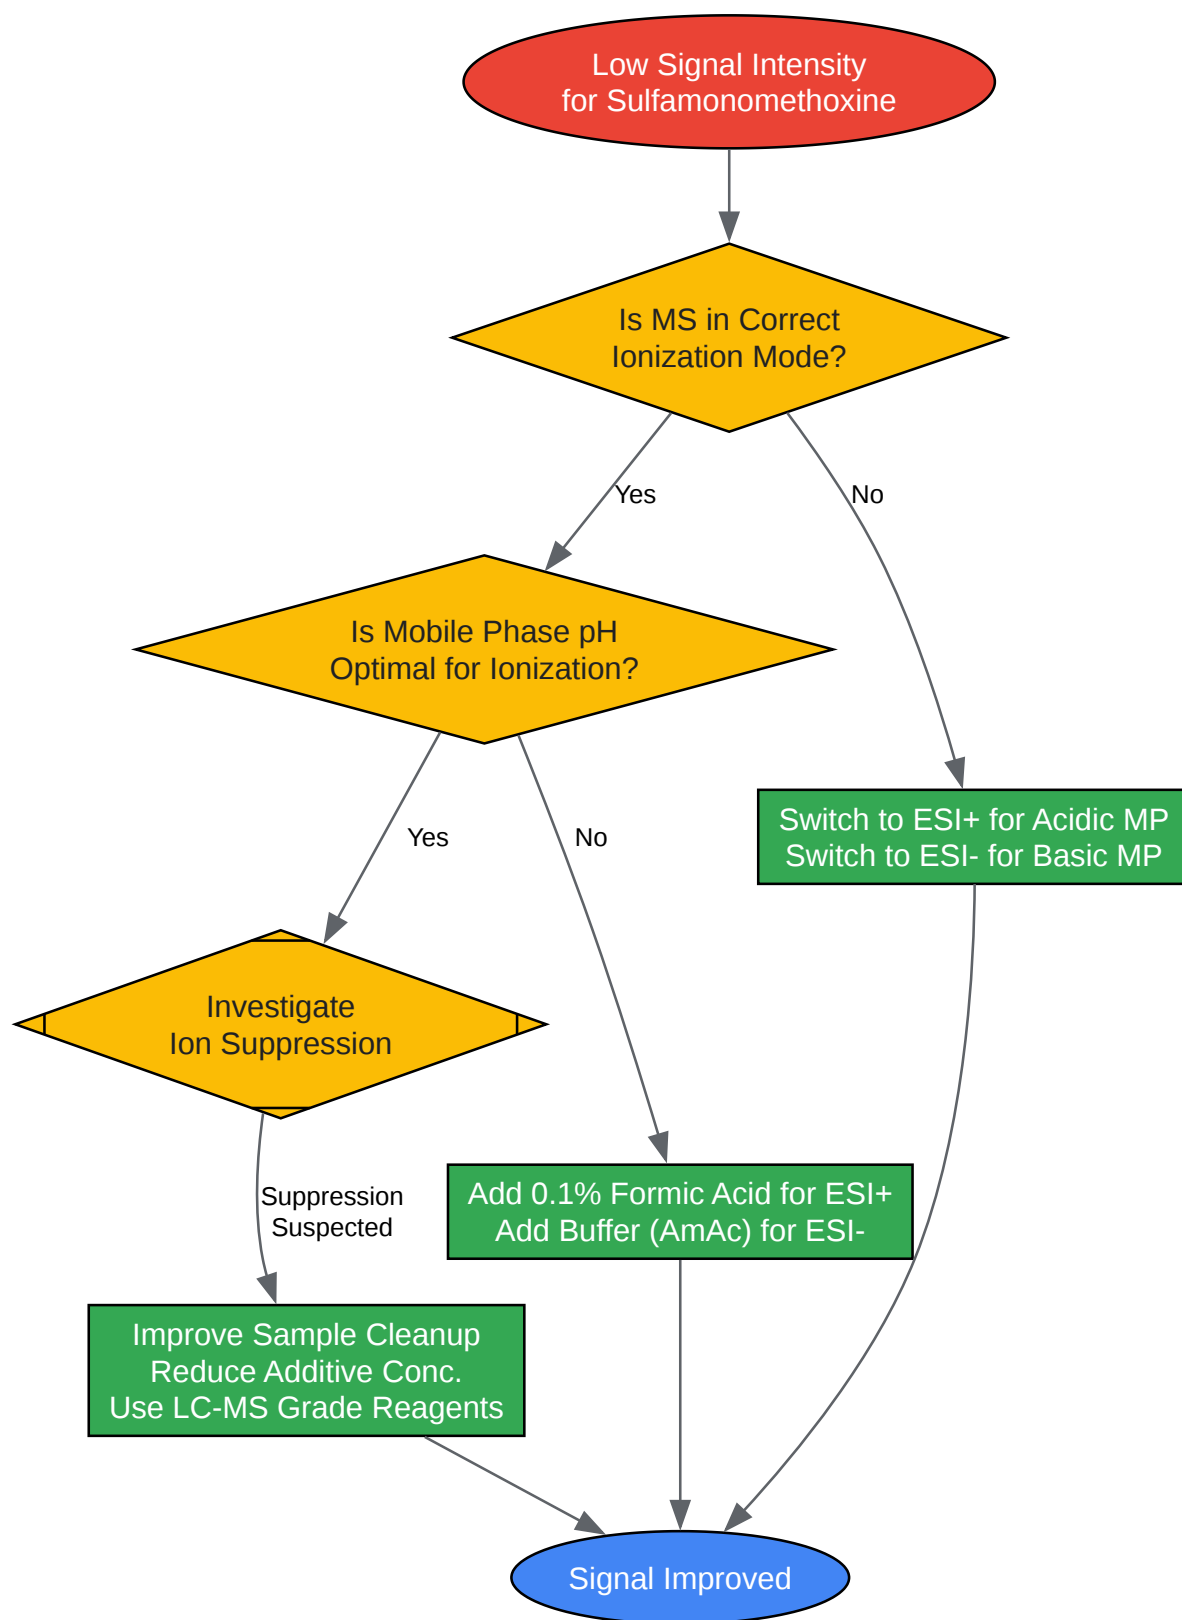 Low Signal Intensity
for Sulfamonomethoxine
Is MS in Correct
Ionization Mode?
Yes
No
Is Mobile Phase pH
Optimal for Ionization?
Yes
No
Switch to ESI+ for Acidic MP
Switch to ESI- for Basic MP
Investigate
Ion Suppression
Suppression
Suspected
Add 0.1% Formic Acid for ESI+
Add Buffer (AmAc) for ESI-
Improve Sample Cleanup
Reduce Additive Conc.
Use LC-MS Grade Reagents
Signal Improved